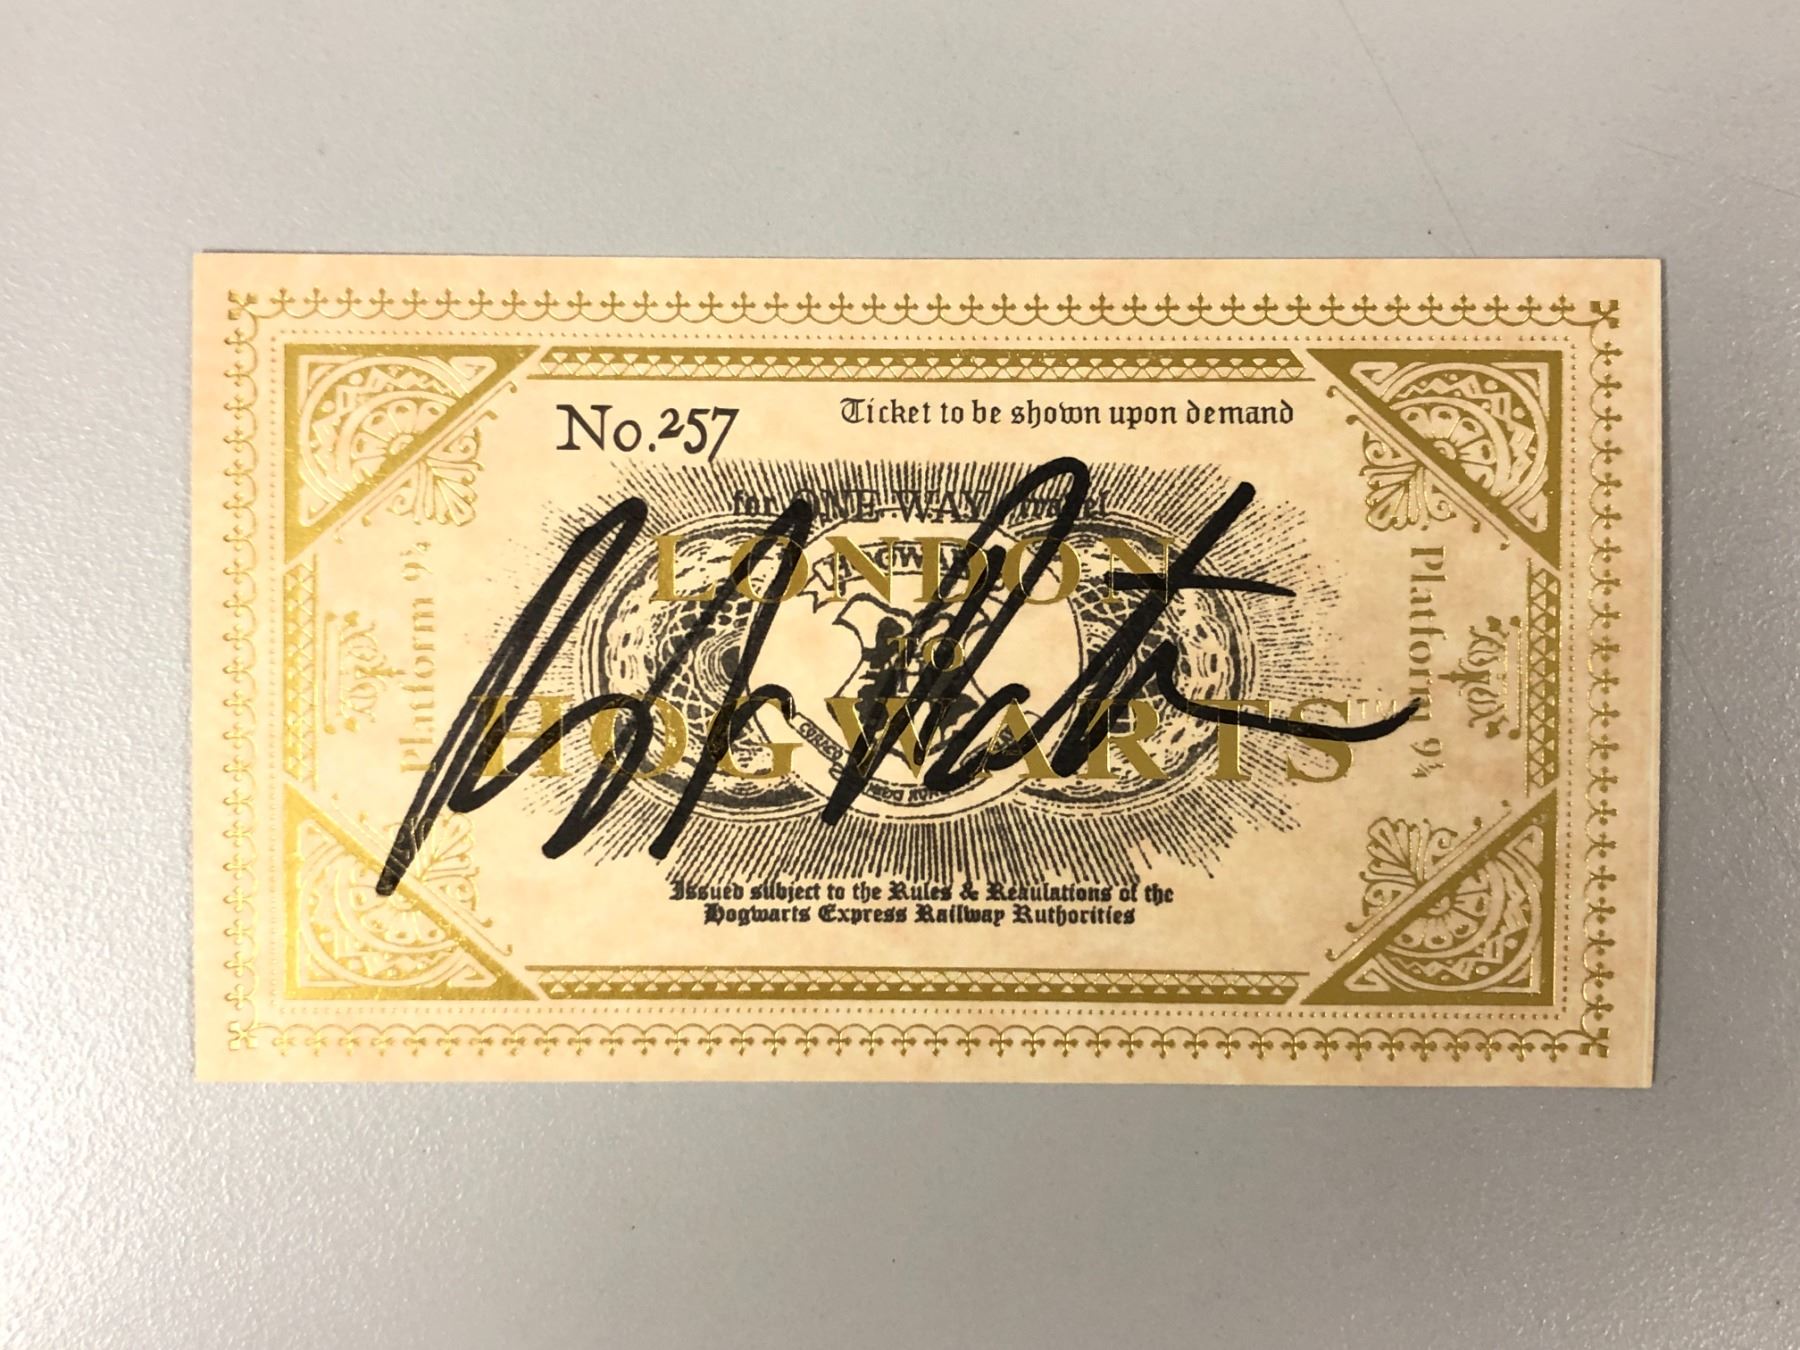 No.257
Ticket to be shown upon demand
for ONE WAY travel
LONDON
TO
HOGWARTS™
Platform 9¾
Platform 9¾
HOGWARTS
Issued subject to the Rules & Regulations of the
Hogwarts Express Railway Authorities